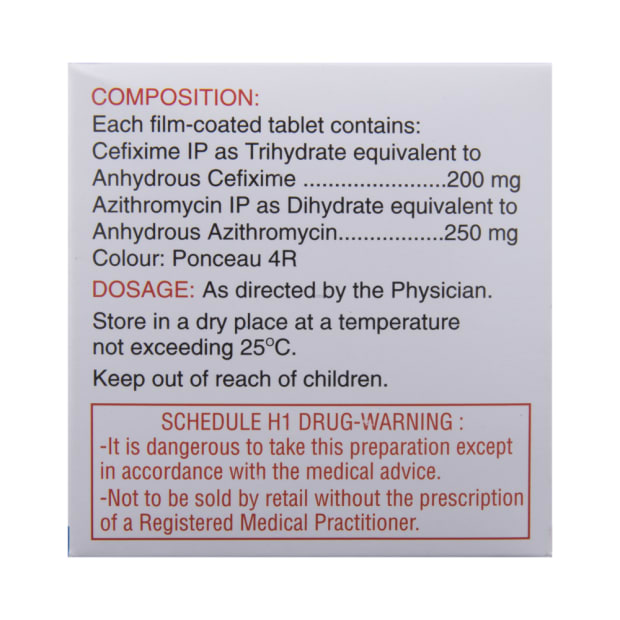 COMPOSITION:
Each film-coated tablet contains:
Cefixime IP as Trihydrate equivalent to
Anhydrous Cefixime .......................200 mg
Azithromycin IP as Dihydrate equivalent to
Anhydrous Azithromycin.................250 mg
Colour: Ponceau 4R
DOSAGE: As directed by the Physician.
Store in a dry place at a temperature
not exceeding 25°C.
Keep out of reach of children.
SCHEDULE H1 DRUG-WARNING :
-It is dangerous to take this preparation except
in accordance with the medical advice.
-Not to be sold by retail without the prescription
of a Registered Medical Practitioner.